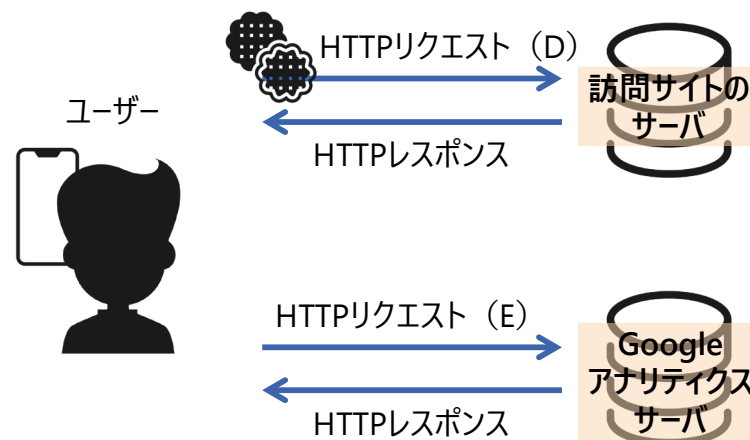 HTTPリクエスト（D）
訪問サイトの
サーバ
ユーザー
HTTPレスポンス
HTTPリクエスト（E）
Google
アナリティクス
サーバ
HTTPレスポンス